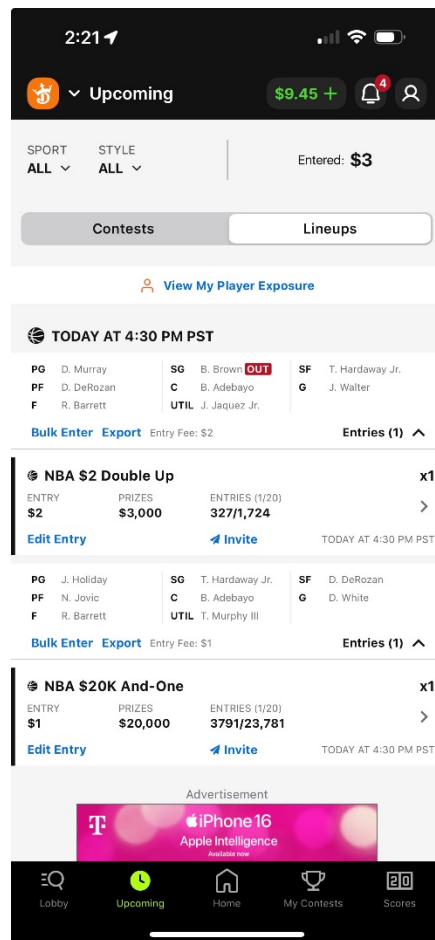 2:21
Upcoming
$9.45 +
4
SPORT
ALL
STYLE
ALL
Entered: $3
Contests
Lineups
View My Player Exposure
TODAY AT 4:30 PM PST
PG D. Murray SG B. Brown OUT SF T. Hardaway Jr.
PF D. DeRozan C B. Adebayo G J. Walter
F R. Barrett UTIL J. Jaquez Jr.
Bulk Enter Export Entry Fee: $2 Entries (1)
NBA $2 Double Up x1
ENTRY PRIZES ENTRIES (1/20)
$2 $3,000 327/1,724
Edit Entry Invite TODAY AT 4:30 PM PST
PG J. Holiday SG T. Hardaway Jr. SF D. DeRozan
PF N. Jovic C B. Adebayo G D. White
F R. Barrett UTIL T. Murphy III
Bulk Enter Export Entry Fee: $1 Entries (1)
NBA $20K And-One x1
ENTRY PRIZES ENTRIES (1/20)
$1 $20,000 3791/23,781
Edit Entry Invite TODAY AT 4:30 PM PST
Advertisement
T
iPhone 16
Apple Intelligence
Available now
Lobby Upcoming Home My Contests Scores